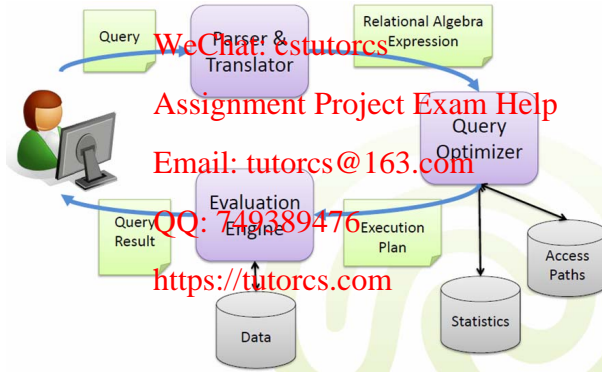 Query
Parser &
Translator
Relational Algebra
Expression
WeChat: cstutorcs
Assignment Project Exam Help
Query
Optimizer
Email: tutorcs@163.com
Evaluation
Engine
Query
Result
QQ: 749389476
Execution
Plan
https://tutorcs.com
Access
Paths
Statistics
Data